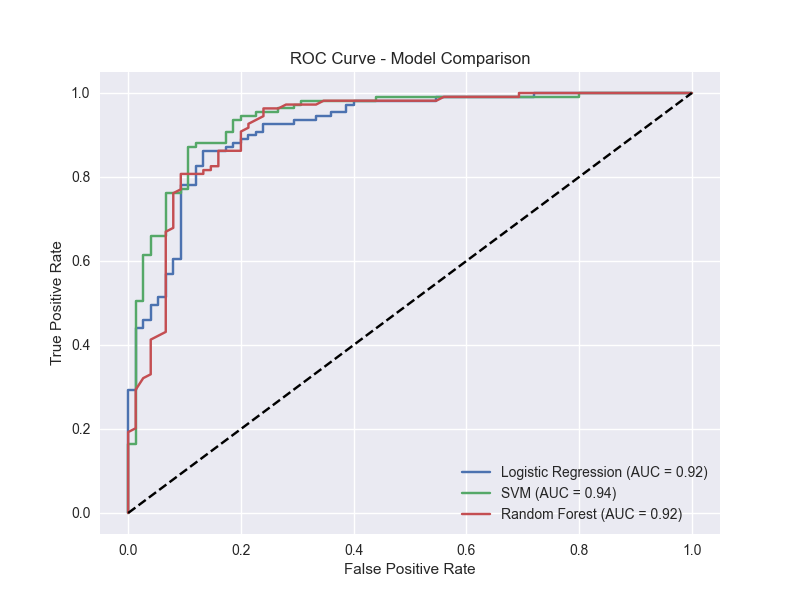 ROC Curve - Model Comparison
True Positive Rate
1.0
0.8
0.6
0.4
0.2
0.0
Logistic Regression (AUC = 0.92)
SVM (AUC = 0.94)
Random Forest (AUC = 0.92)
0.0 0.2 0.4 0.6 0.8 1.0
False Positive Rate